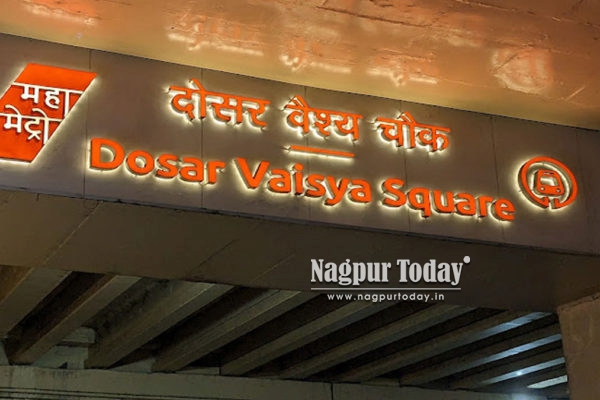 महा
मेट्रो
दोसर वैश्य चौक
Dosar Vaisya Square
Nagpur Today
www.nagpurtoday.in